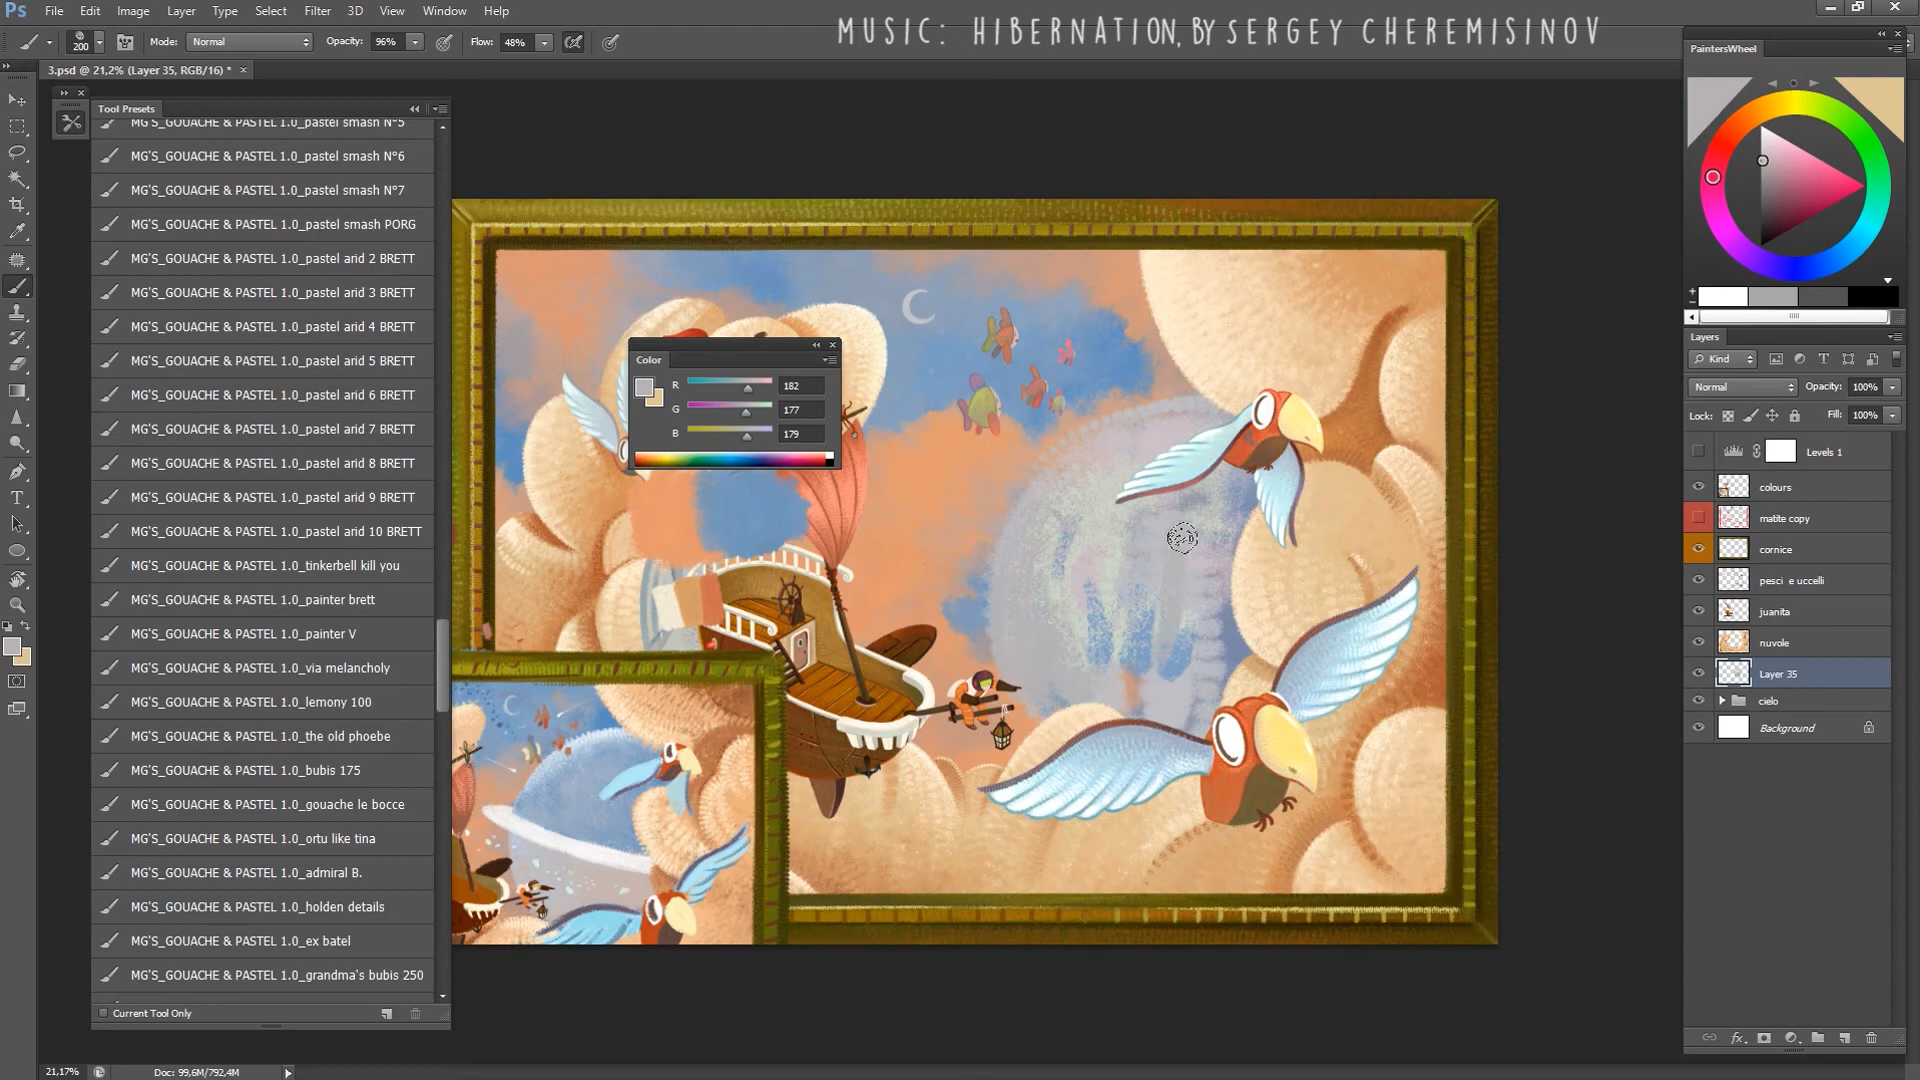 Ps File Edit Image Layer Type Select Filter 3D View Window Help
MUSIC: HIBERNATION, BY SERGEY CHEREMISINOV
200 Mode: Normal Opacity: 96% Flow: 48%
3.psd @ 21,2% (Layer 35, RGB/16) * ×
Tool Presets
MG'S_GOUACHE & PASTEL 1.0_pastel smash N°5
MG'S_GOUACHE & PASTEL 1.0_pastel smash N°6
MG'S_GOUACHE & PASTEL 1.0_pastel smash N°7
MG'S_GOUACHE & PASTEL 1.0_pastel smash PORG
MG'S_GOUACHE & PASTEL 1.0_pastel arid 2 BRETT
MG'S_GOUACHE & PASTEL 1.0_pastel arid 3 BRETT
MG'S_GOUACHE & PASTEL 1.0_pastel arid 4 BRETT
MG'S_GOUACHE & PASTEL 1.0_pastel arid 5 BRETT
MG'S_GOUACHE & PASTEL 1.0_pastel arid 6 BRETT
MG'S_GOUACHE & PASTEL 1.0_pastel arid 7 BRETT
MG'S_GOUACHE & PASTEL 1.0_pastel arid 8 BRETT
MG'S_GOUACHE & PASTEL 1.0_pastel arid 9 BRETT
MG'S_GOUACHE & PASTEL 1.0_pastel arid 10 BRETT
MG'S_GOUACHE & PASTEL 1.0_tinkerbell kill you
MG'S_GOUACHE & PASTEL 1.0_painter brett
MG'S_GOUACHE & PASTEL 1.0_painter V
MG'S_GOUACHE & PASTEL 1.0_via melancholy
MG'S_GOUACHE & PASTEL 1.0_lemony 100
MG'S_GOUACHE & PASTEL 1.0_the old phoebe
MG'S_GOUACHE & PASTEL 1.0_bubis 175
MG'S_GOUACHE & PASTEL 1.0_gouache le bocce
MG'S_GOUACHE & PASTEL 1.0_ortu like tina
MG'S_GOUACHE & PASTEL 1.0_admiral B.
MG'S_GOUACHE & PASTEL 1.0_holden details
MG'S_GOUACHE & PASTEL 1.0_ex batel
MG'S_GOUACHE & PASTEL 1.0_grandma's bubis 250
Current Tool Only
Color
R 182
G 177
B 179
PaintersWheel
Layers
Kind
Normal Opacity: 100%
Lock: Fill: 100%
Levels 1
colours
matite copy
cornice
pesci e uccelli
juanita
nuvole
Layer 35
cielo
Background
fx
21,17% Doc: 99,6M/792,4M